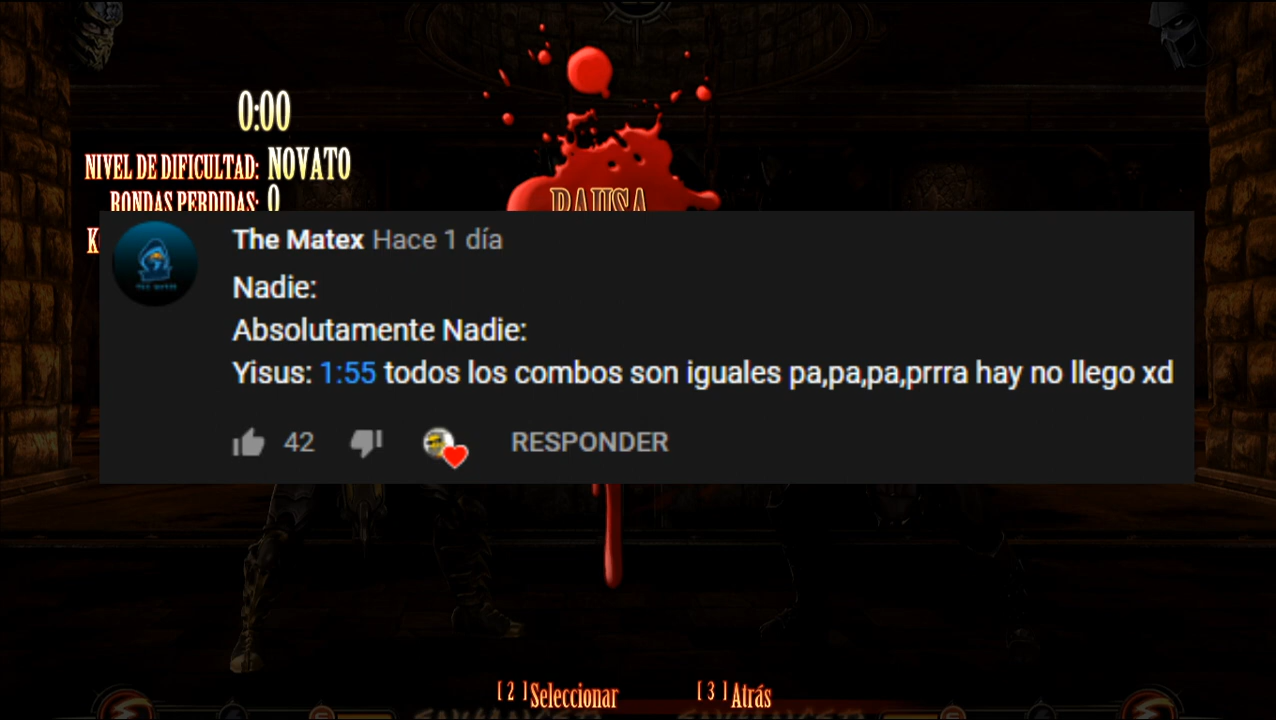 0:00
NIVEL DE DIFICULTAD: NOVATO
RONDAS PERDIDAS: 0
PAUSA
The Matex Hace 1 día
Nadie:
Absolutamente Nadie:
Yisus: 1:55 todos los combos son iguales pa,pa,pa,prrra hay no llego xd
42
RESPONDER
[ 2 ] Seleccionar [ 3 ] Atrás